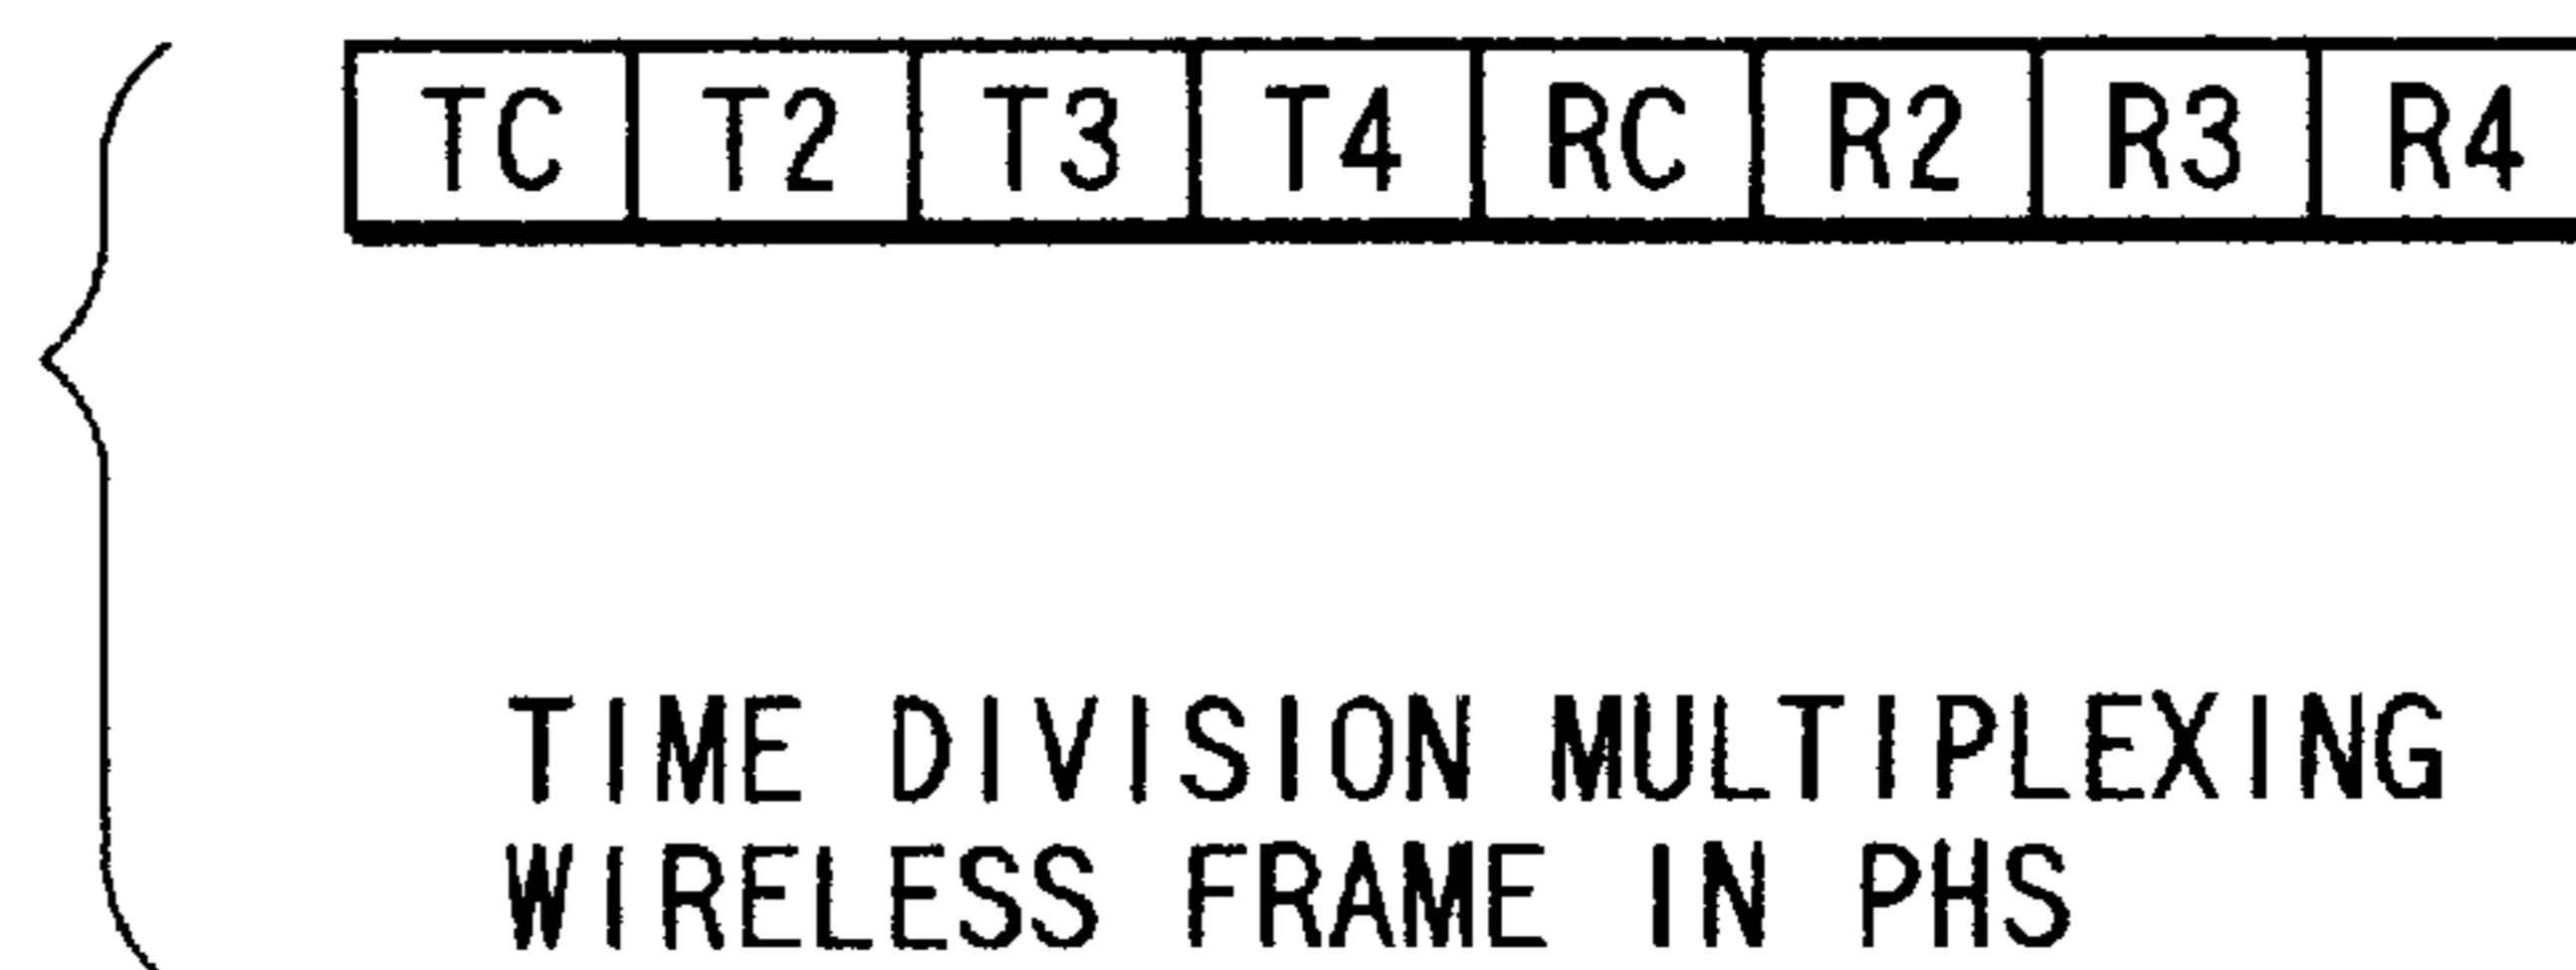 TC T2 T3 T4 RC R2 R3 R4
TIME DIVISION MULTIPLEXING
WIRELESS FRAME IN PHS